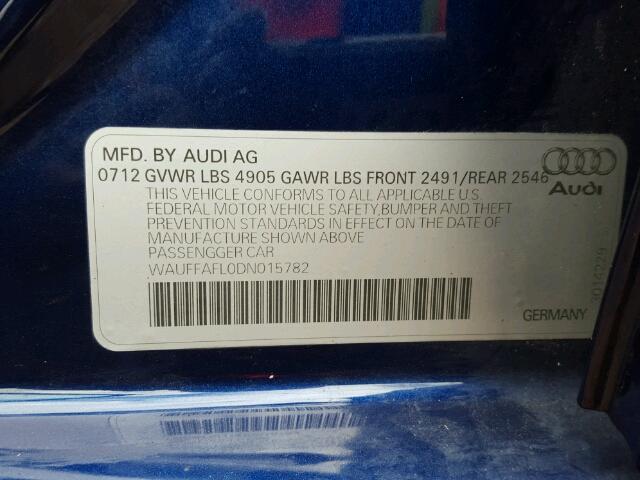 MFD. BY AUDI AG
0712 GVWR LBS 4905 GAWR LBS FRONT 2491/REAR 2546
Audi
THIS VEHICLE CONFORMS TO ALL APPLICABLE U.S.
FEDERAL MOTOR VEHICLE SAFETY,BUMPER AND THEFT
PREVENTION STANDARDS IN EFFECT ON THE DATE OF
MANUFACTURE SHOWN ABOVE
PASSENGGER CAR
WAUFFAFL0DN015782
3016229
GERMANY